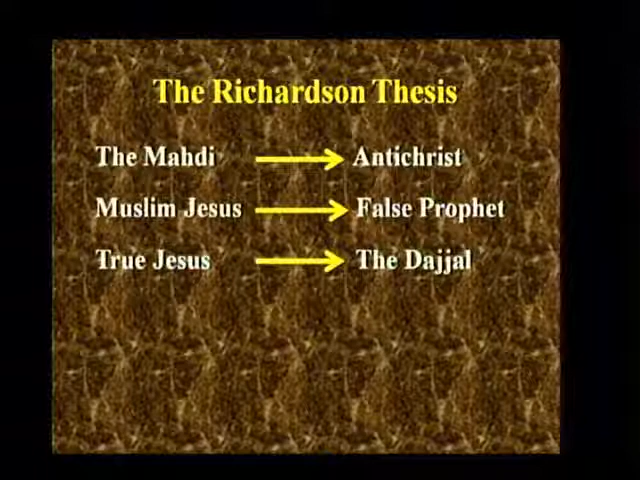 The Richardson Thesis
The Mahdi Antichrist
Muslim Jesus False Prophet
True Jesus The Dajjal